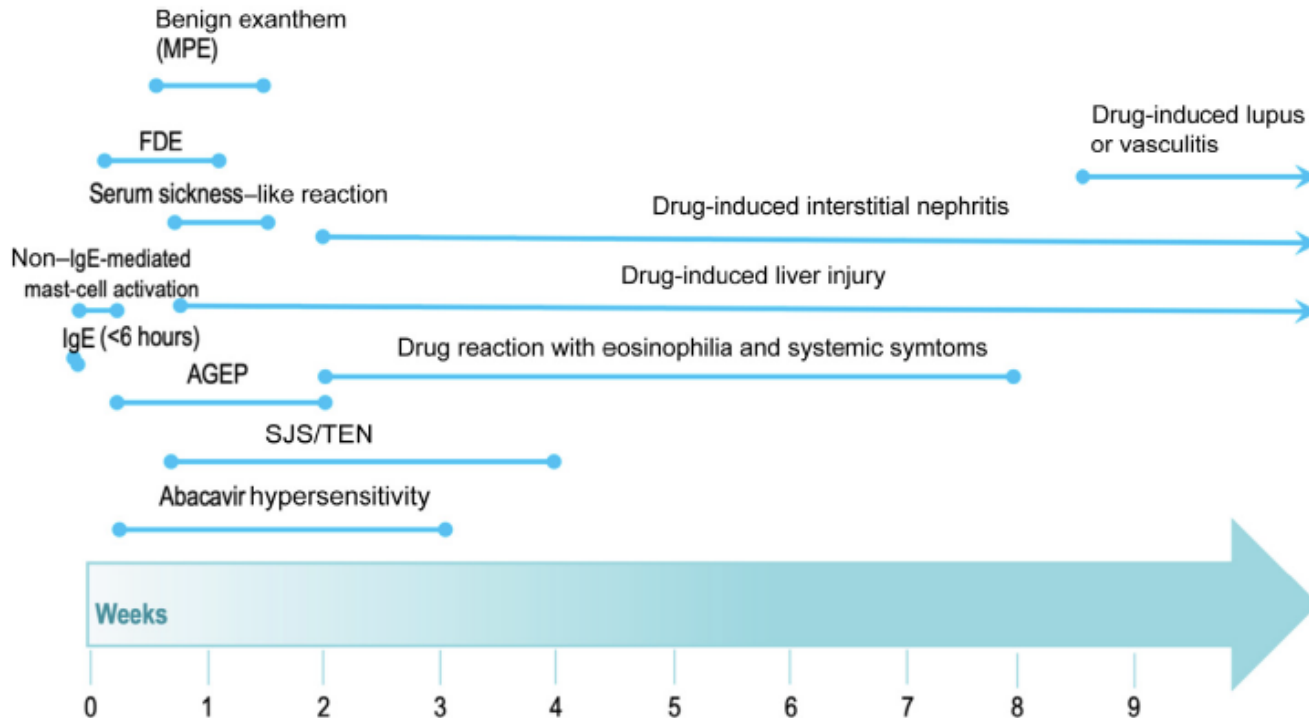 Benign exanthem
(MPE)
Drug-induced lupus
or vasculitis
FDE
Serum sickness–like reaction
Drug-induced interstitial nephritis
Non–IgE-mediated
mast-cell activation
Drug-induced liver injury
IgE (<6 hours)
Drug reaction with eosinophilia and systemic symtoms
AGEP
SJS/TEN
Abacavir hypersensitivity
Weeks
0 1 2 3 4 5 6 7 8 9